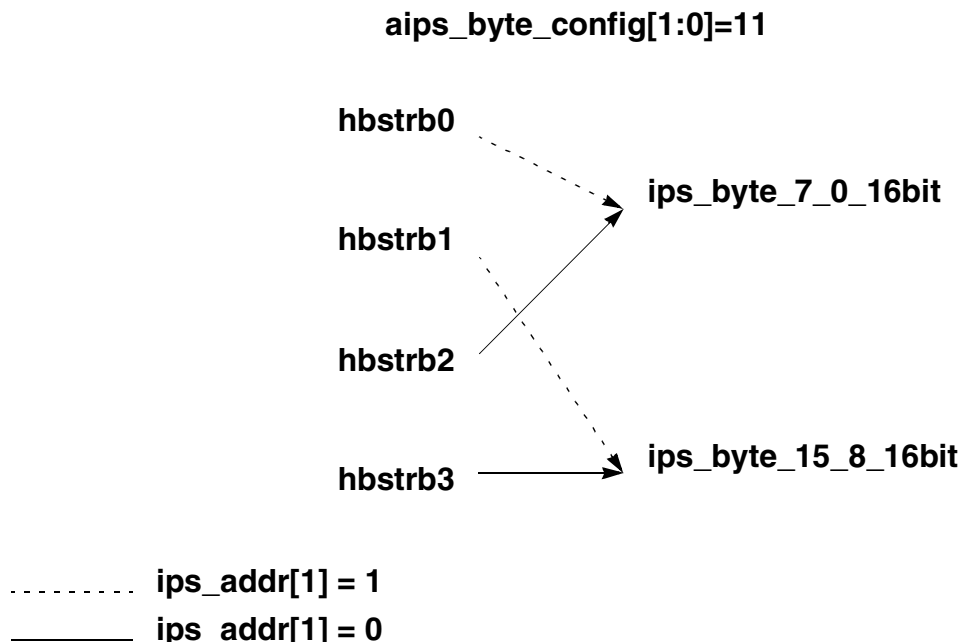 aips_byte_config[1:0]=11
hbstrb0
ips_byte_7_0_16bit
hbstrb1
hbstrb2
ips_byte_15_8_16bit
hbstrb3
ips_addr[1] = 1
ips_addr[1] = 0